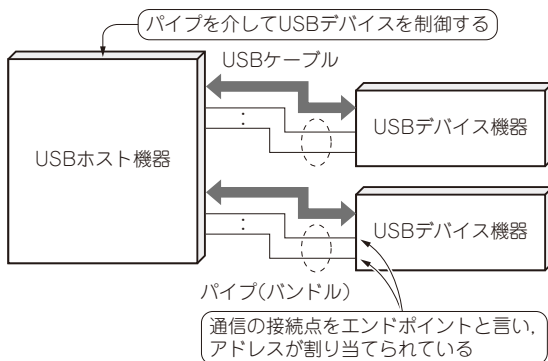 パイプを介してUSBデバイスを制御する
USBケーブル
USBホスト機器
USBデバイス機器
:
USBデバイス機器
:
パイプ(バンドル)
通信の接続点をエンドポイントと言い,
アドレスが割り当てられている